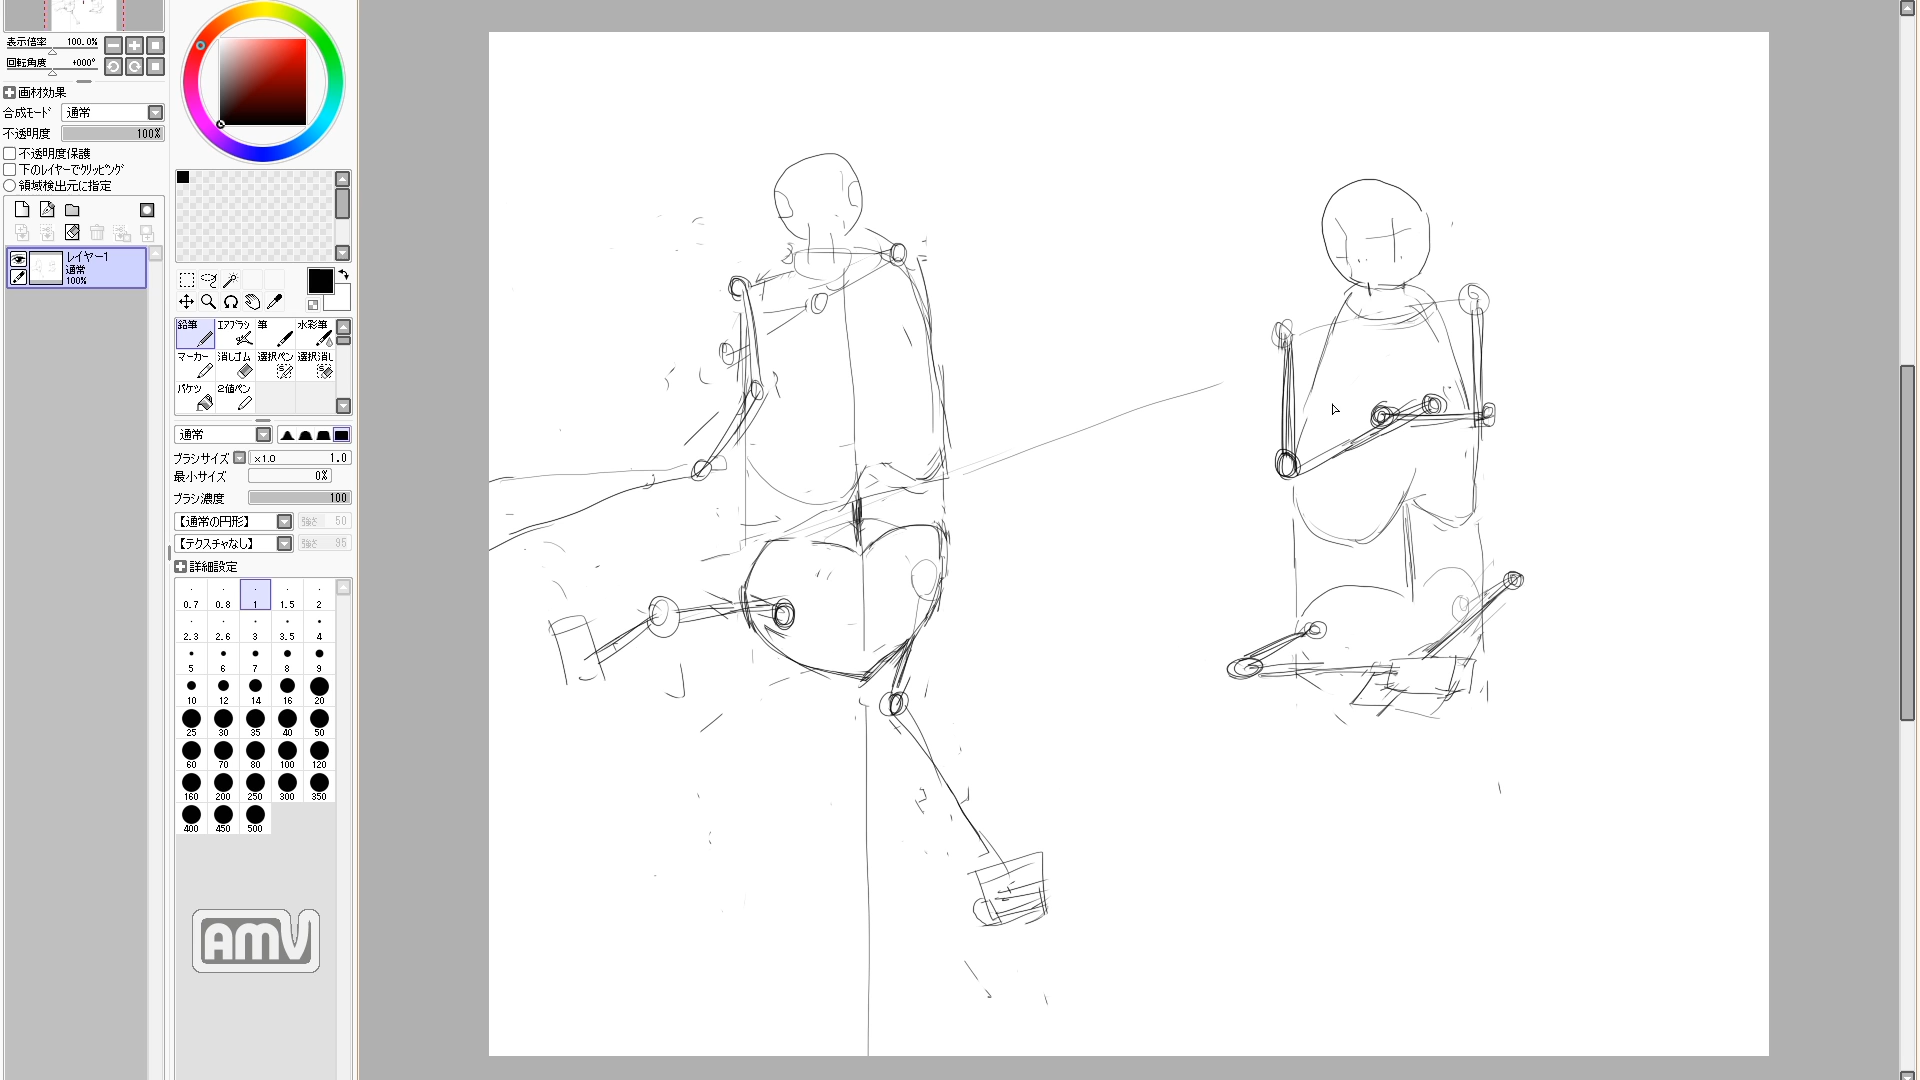 表示倍率 100.0%
回転角度 +000°
画材効果
合成モード 通常
不透明度 100%
不透明度保護
下のレイヤーでクリッピング
領域検出元に指定
レイヤー1
通常
100%
鉛筆 エアブラシ 筆 水彩筆
マーカー 消しゴム 選択ペン 選択消し
バケツ 2値ペン
通常
ブラシサイズ ×1.0 1.0
最小サイズ 0%
ブラシ濃度 100
【通常の円形】 強さ 50
【テクスチャなし】 強さ 95
詳細設定
0.7 0.8 1 1.5 2
2.3 2.6 3 3.5 4
5 6 7 8 9
10 12 14 16 20
25 30 35 40 50
60 70 80 100 120
160 200 250 300 350
400 450 500
AMV